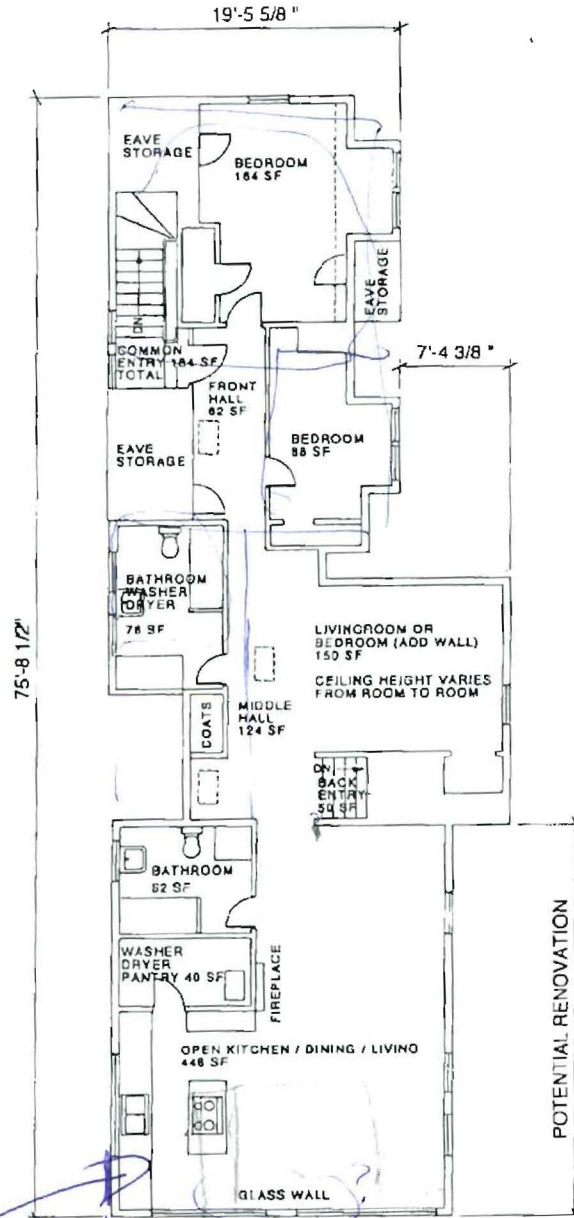 19'-5 5/8 "
EAVE
STORAGE
BEDROOM
164 SF
EAVE
STORAGE
DN
COMMON
ENTRY 184 SF
TOTAL
7'-4 3/8 "
FRONT
HALL
62 SF
BEDROOM
88 SF
EAVE
STORAGE
75'-8 1/2"
BATHROOM
WASHER
DRYER
76 SF
LIVINGROOM OR
BEDROOM (ADD WALL)
150 SF
CEILING HEIGHT VARIES
FROM ROOM TO ROOM
COATS
MIDDLE
HALL
124 SF
DN
BACK
ENTRY
50 SF
BATHROOM
62 SF
WASHER
DRYER
PANTRY 40 SF
FIREPLACE
OPEN KITCHEN / DINING / LIVING
446 SF
GLASS WALL
?
POTENTIAL RENOVATION